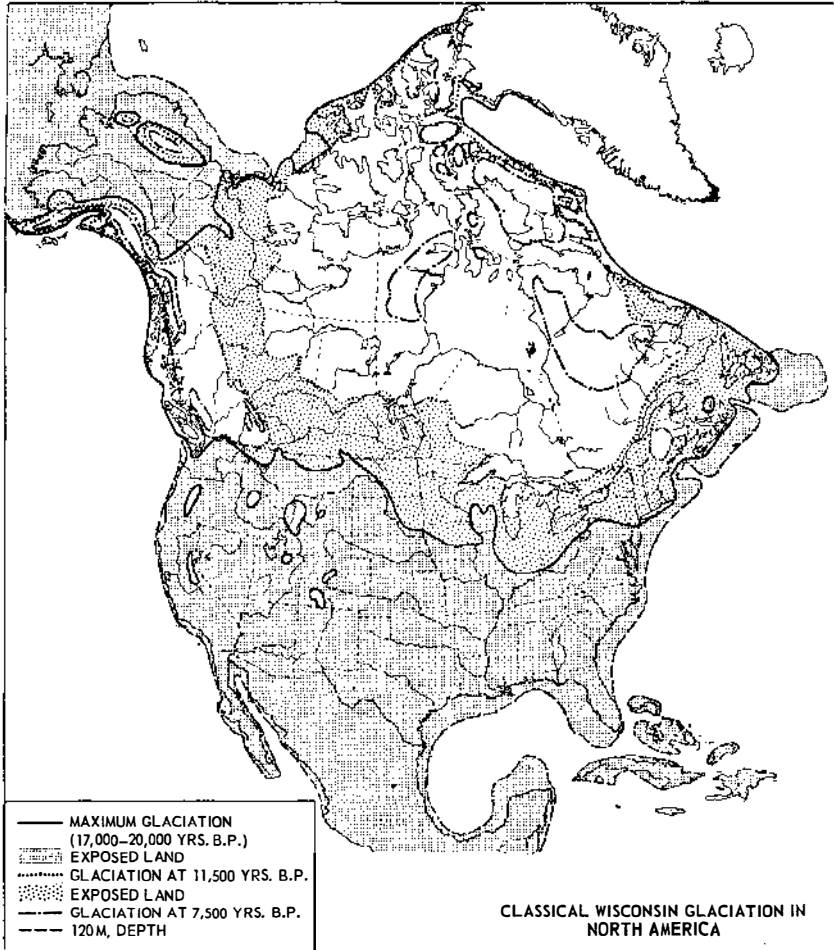 MAXIMUM GLACIATION
(17,000–20,000 YRS. B.P.)
EXPOSED LAND
GLACIATION AT 11,500 YRS. B.P.
EXPOSED LAND
GLACIATION AT 7,500 YRS. B.P.
120M, DEPTH
CLASSICAL WISCONSIN GLACIATION IN
NORTH AMERICA